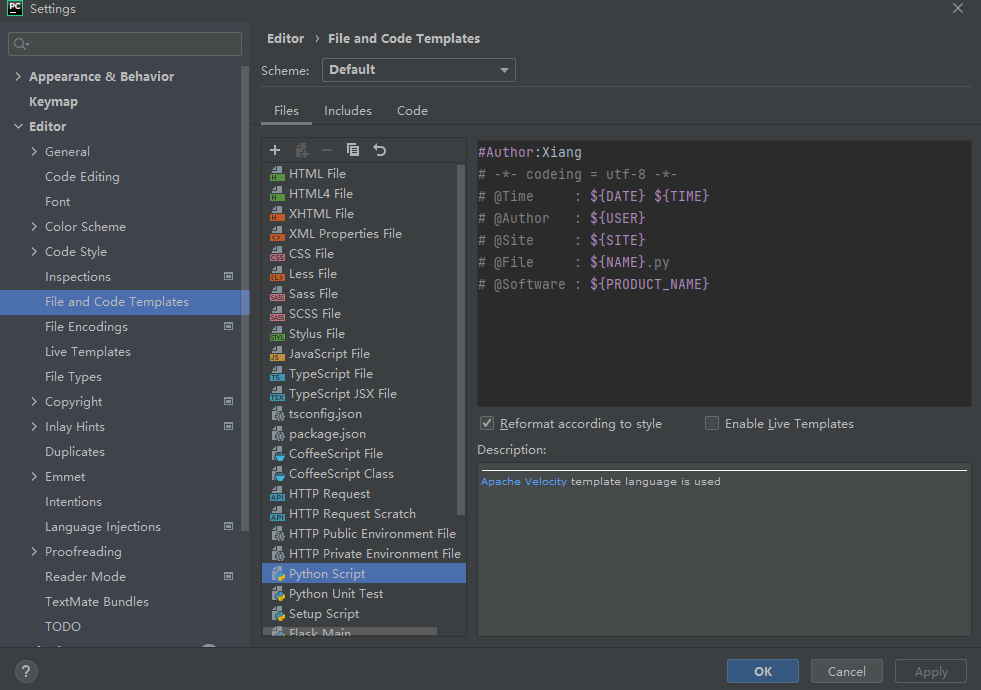 PC Settings
Editor › File and Code Templates
Scheme: Default
Files Includes Code
Appearance & Behavior
Keymap
Editor
General
Code Editing
Font
Color Scheme
Code Style
Inspections
File and Code Templates
File Encodings
Live Templates
File Types
Copyright
Inlay Hints
Duplicates
Emmet
Intentions
Language Injections
Proofreading
Reader Mode
TextMate Bundles
TODO
HTML File
HTML4 File
XHTML File
XML Properties File
CSS File
Less File
Sass File
SCSS File
Stylus File
JavaScript File
TypeScript File
TypeScript JSX File
tsconfig.json
package.json
CoffeeScript File
CoffeeScript Class
HTTP Request
HTTP Request Scratch
HTTP Public Environment File
HTTP Private Environment File
Python Script
Python Unit Test
Setup Script
Flask Main
#Author:Xiang
# -*- codeing = utf-8 -*-
# @Time     : ${DATE} ${TIME}
# @Author   : ${USER}
# @Site     : ${SITE}
# @File     : ${NAME}.py
# @Software : ${PRODUCT_NAME}
Reformat according to style Enable Live Templates
Description:
Apache Velocity template language is used
? OK Cancel Apply